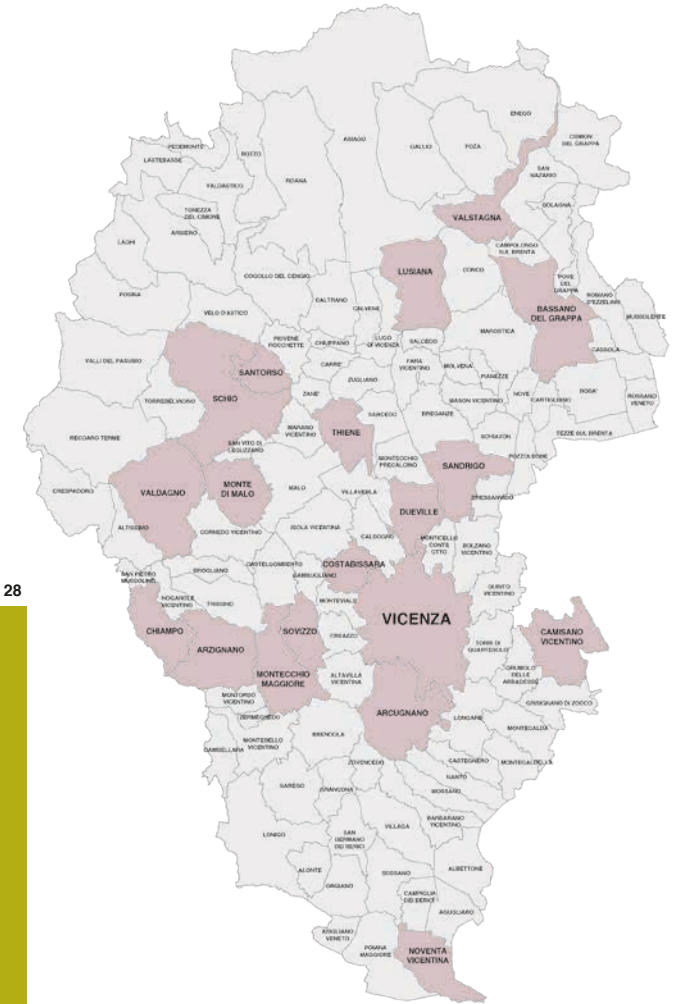 ENEGO
CISMON
DEL GRAPPA
ASIAGO
GALLIO
FOZA
PEDEMONTE
LASTEBASSE
ROTZO
ROANA
SAN
NAZARIO
VALDASTICO
SOLAGNA
TONEZZA
DEL CIMONE
VALSTAGNA
ARSIERO
LAGHI
CAMPOLONGO
SUL BRENTA
LUSIANA
CONCO
COGOLLO DEL CENGIO
POVE
DEL
GRAPPA
POSINA
CALTRANO
CALVENE
ROMANO
D'EZZELINO
BASSANO
DEL GRAPPA
MUSSOLENTE
VELO D'ASTICO
MAROSTICA
PIOVENE
ROCCHETTE
CHIUPPANO
LUGO
DI VICENZA
SALCEDO
CASSOLA
VALLI DEL PASUBIO
CARRE'
FARA
VICENTINO
MOLVENA
PIANEZZE
SANTORSO
ZUGLIANO
SCHIO
ZANE'
NOVE
CARTIGLIANO
ROSA'
ROSSANO
VENETO
TORREBELVICINO
MASON VICENTINO
SARCEDO
BREGANZE
MARANO
VICENTINO
THIENE
RECOARO TERME
SCHIAVON
TEZZE SUL BRENTA
SAN VITO DI
LEGUZZANO
MONTECCHIO
PRECALCINO
POZZOLEONE
SANDRIGO
MONTE
DI MALO
MALO
VILLAVERLA
CRESPADORO
VALDAGNO
BRESSANVIDO
DUEVILLE
ALTISSIMO
CORNEDO VICENTINO
ISOLA VICENTINA
CALDOGNO
MONTICELLO
CONTE
OTTO
BOLZANO
VICENTINO
COSTABISSARA
CASTELGOMBERTO
BROGLIANO
GAMBUGLIANO
SAN PIETRO
MUSSOLINO
28
QUINTO
VICENTINO
NOGAROLE
VICENTINO
TRISSINO
MONTEVIALE
VICENZA
CHIAMPO
SOVIZZO
CREAZZO
CAMISANO
VICENTINO
ARZIGNANO
TORRI DI
QUARTESOLO
MONTECCHIO
MAGGIORE
ALTAVILLA
VICENTINA
GRUMOLO
DELLE
ABBADESSE
MONTORSO
VICENTINO
GRISIGNANO DI ZOCCO
ARCUGNANO
LONGARE
ZERMEGHEDO
MONTEGALDA
BRENDOLA
MONTEBELLO
VICENTINO
GAMBELLARA
ZOVENCEDO
CASTEGNERO
MONTEGALDELLA
NANTO
SAREGO
GRANCONA
MOSSANO
BARBARANO
VICENTINO
VILLAGA
LONIGO
SAN
GERMANO
DEI BERICI
ALONTE
SOSSANO
ALBETTONE
ORGIANO
CAMPIGLIA
DEI BERICI
AGUGLIARO
ASIGLIANO
VENETO
POIANA
MAGGIORE
NOVENTA
VICENTINA